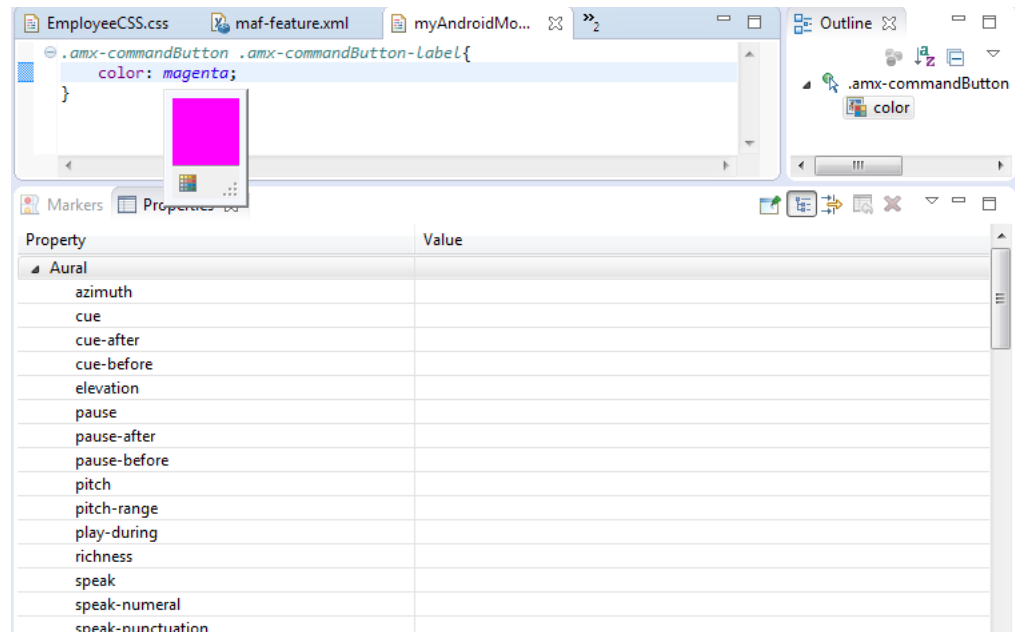 EmployeeCSS.css
maf-feature.xml
myAndroidMo...
»2
Outline
.amx-commandButton .amx-commandButton-label{
color: magenta;
}
.amx-commandButton
color
Markers
Properties
Property Value
Aural
azimuth
cue
cue-after
cue-before
elevation
pause
pause-after
pause-before
pitch
pitch-range
play-during
richness
speak
speak-numeral
speak-punctuation